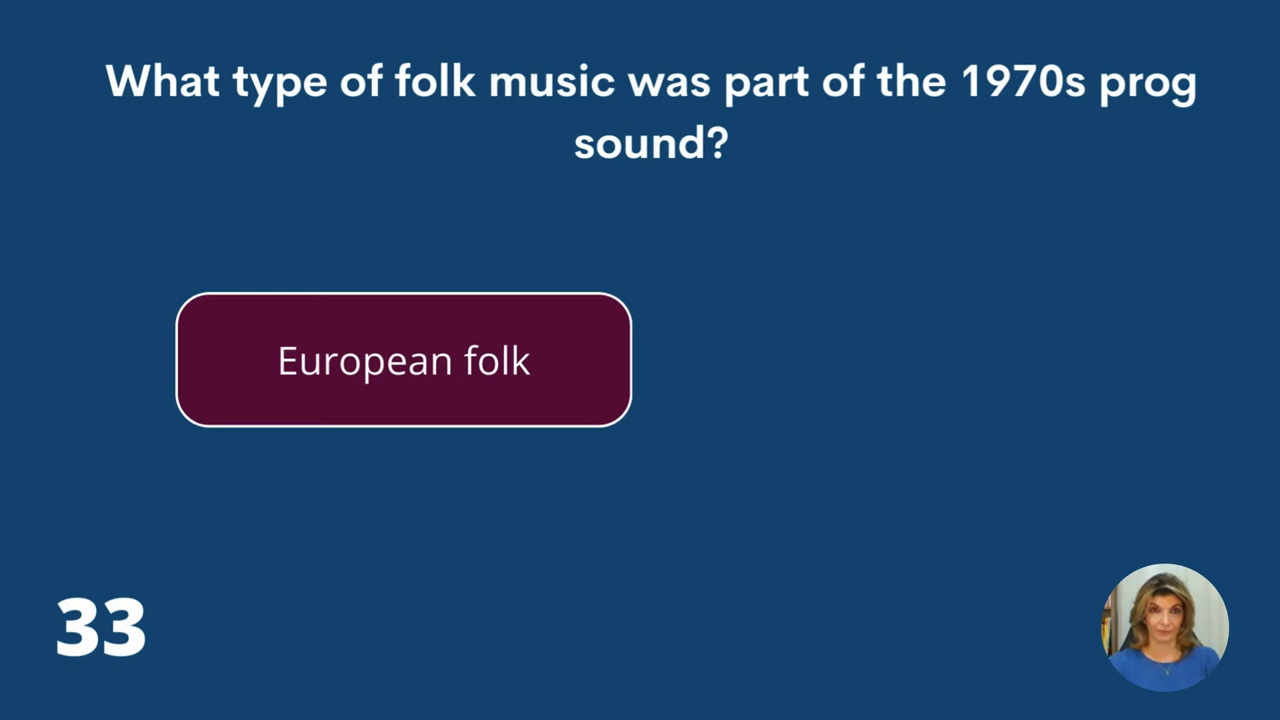 What type of folk music was part of the 1970s prog
sound?
European folk
33